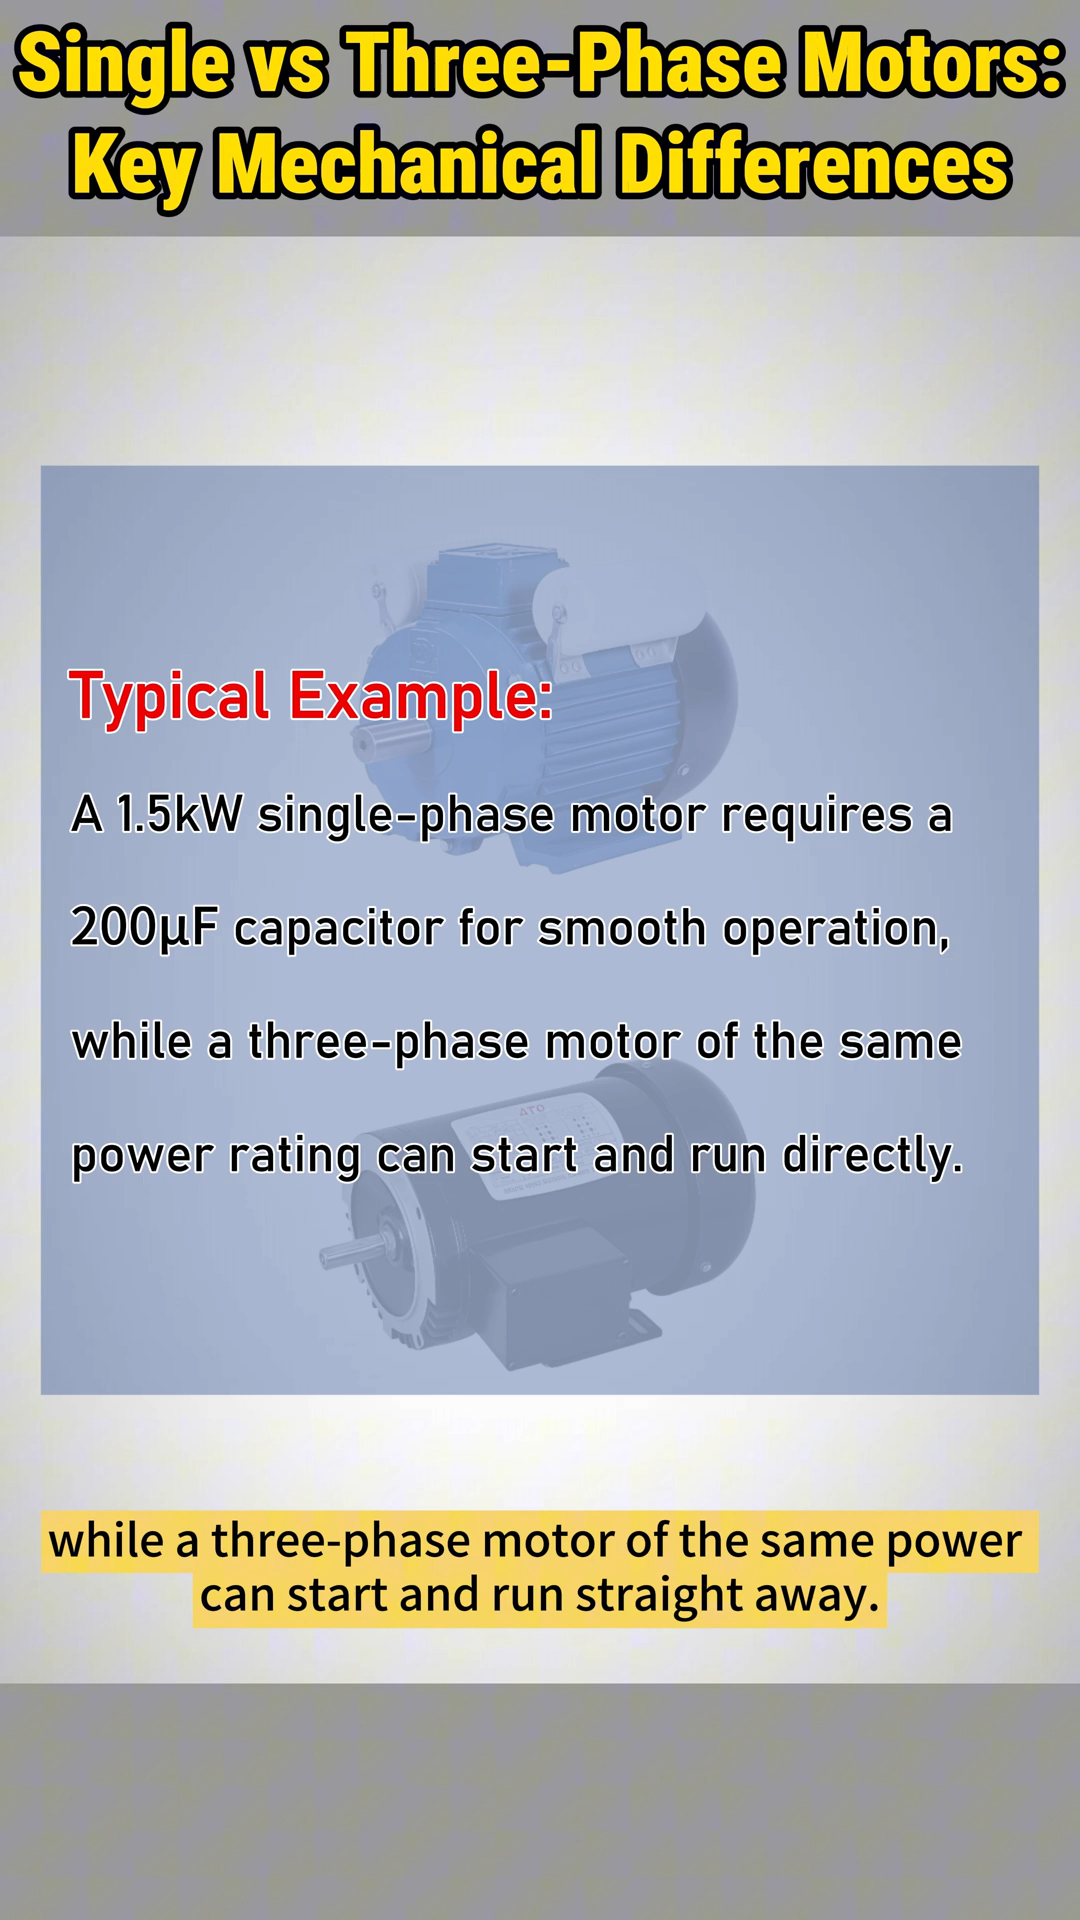 Single vs Three-Phase Motors:
Key Mechanical Differences
Typical Example:
A 1.5kW single-phase motor requires a
200μF capacitor for smooth operation,
while a three-phase motor of the same
ATO
power rating can start and run directly.
while a three-phase motor of the same power
can start and run straight away.